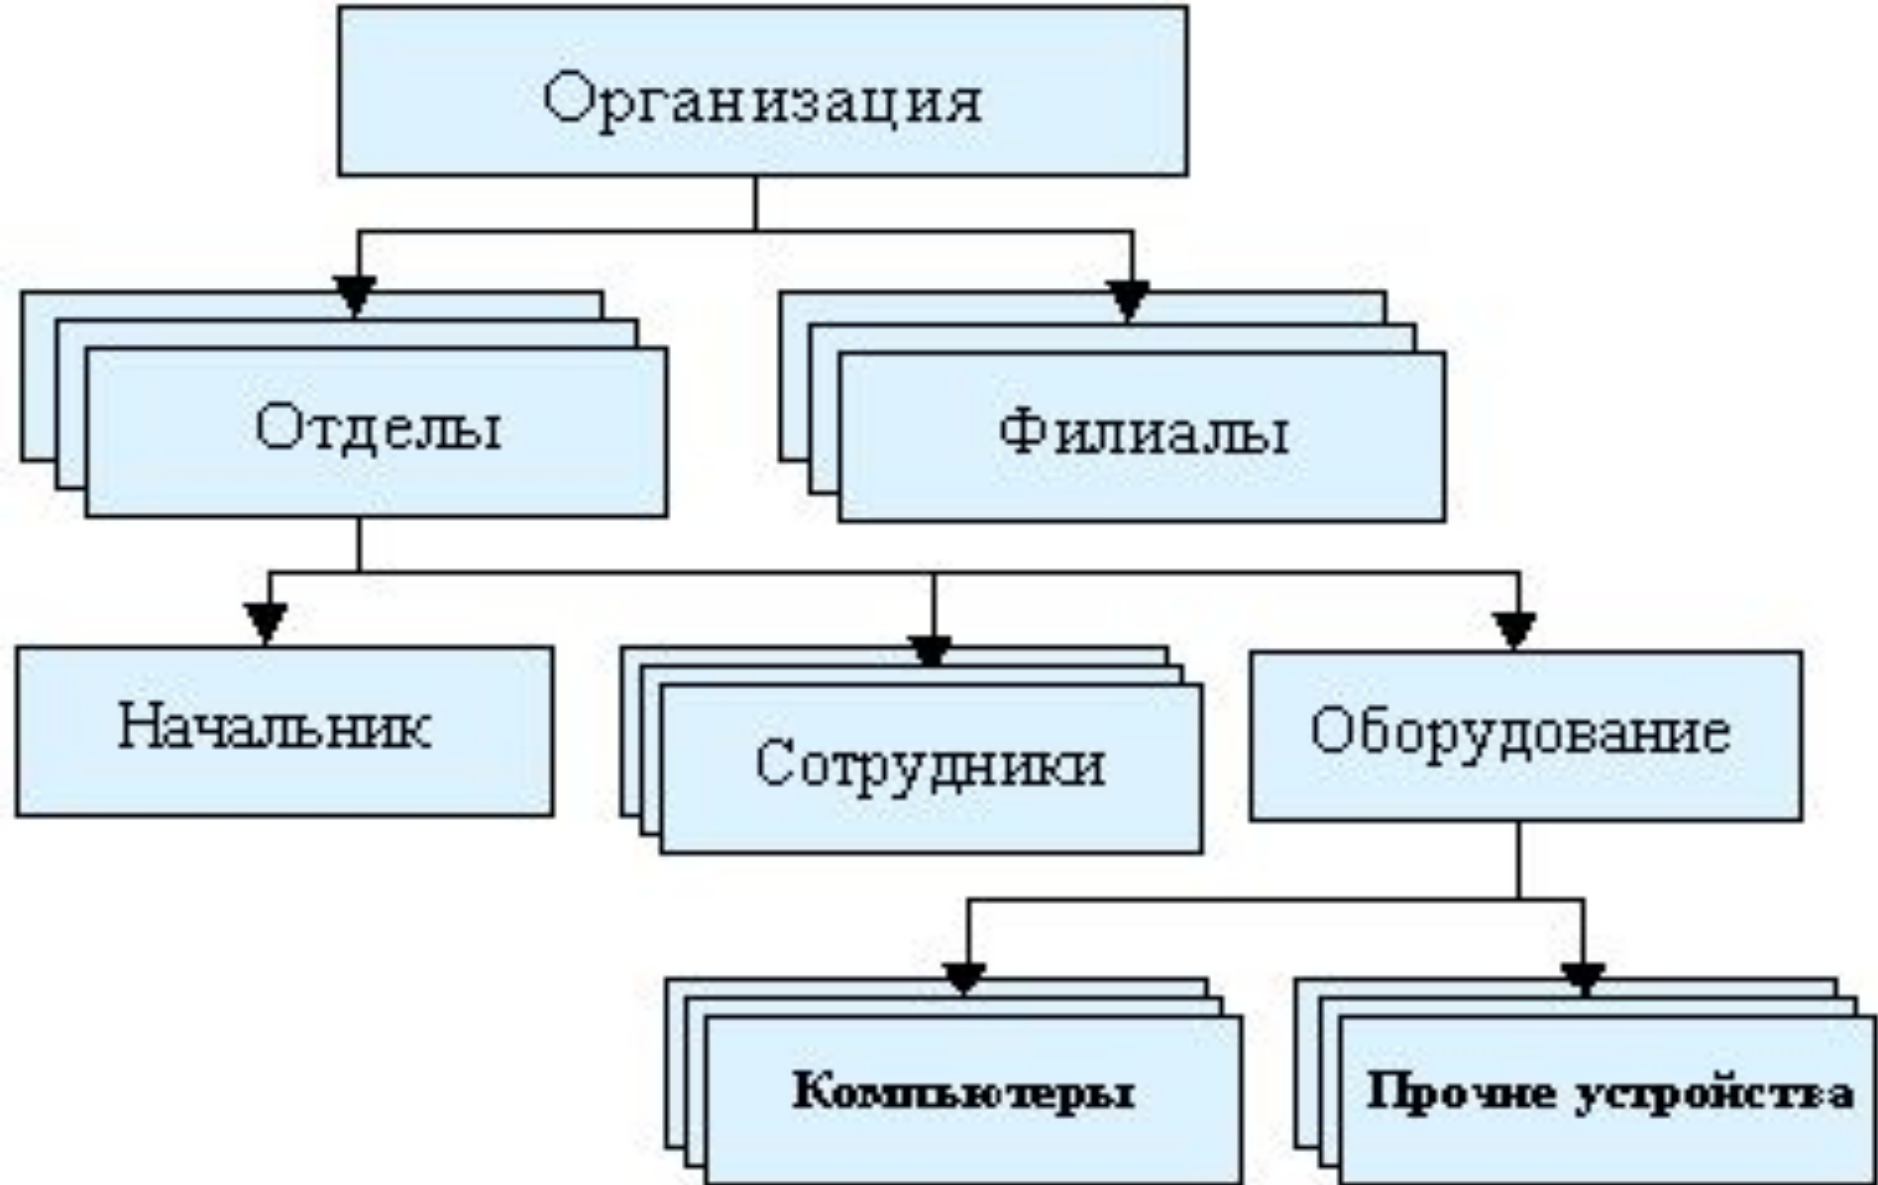 Организация
Отделы
Филиалы
Начальник
Сотрудники
Оборудование
Компьютеры
Прочие устройства